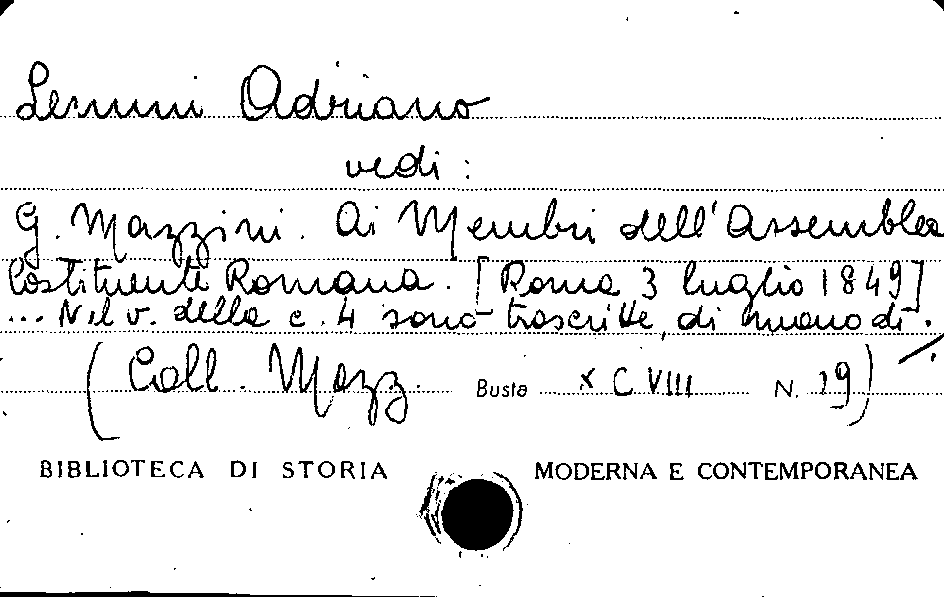 Lemmi Adriano
vedi :
G. Mazzini. Ai Membri dell'Assemblea
Costituente Romana. [Roma 3 luglio 1849]
... Nel v. della c. 4 sono trascritte, di mano di ./.
(Coll. Mazz. Busta XCVIII N. 19)
BIBLIOTECA DI STORIA MODERNA E CONTEMPORANEA